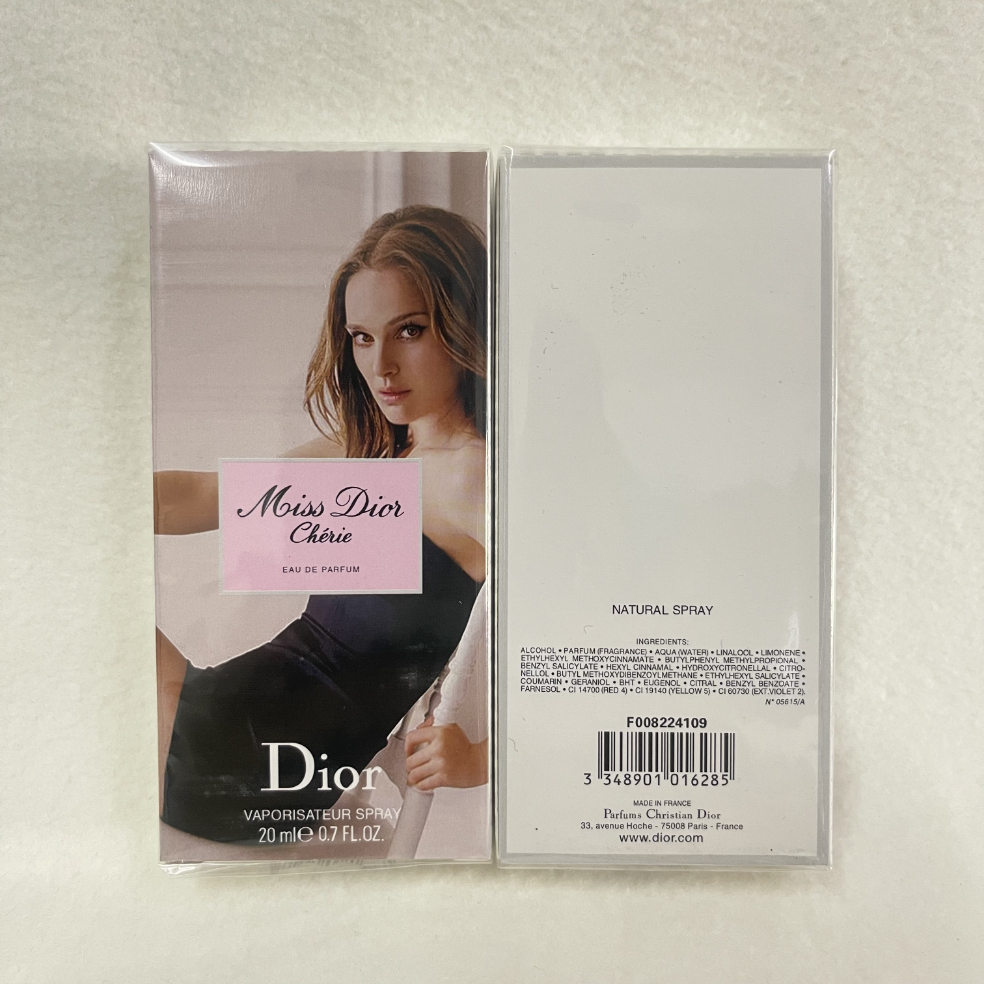 Miss Dior
Chérie
EAU DE PARFUM
Dior
VAPORISATEUR SPRAY
20 ml℮ 0.7 FL.OZ.
NATURAL SPRAY
INGREDIENTS:
ALCOHOL • PARFUM (FRAGRANCE) • AQUA (WATER) • LINALOOL • LIMONENE •
ETHYLHEXYL METHOXYCINNAMATE • BUTYLPHENYL METHYLPROPIONAL •
BENZYL SALICYLATE • HEXYL CINNAMAL • HYDROXYCITRONELLAL • CITRO-
NELLOL • BUTYL METHOXYDIBENZOYLMETHANE • ETHYLHEXYL SALICYLATE •
COUMARIN • GERANIOL • BHT • EUGENOL • CITRAL • BENZYL BENZOATE •
FARNESOL • CI 14700 (RED 4) • CI 19140 (YELLOW 5) • CI 60730 (EXT.VIOLET 2).
N° 05615/A
F008224109
3 348901 016285
MADE IN FRANCE
Parfums Christian Dior
33, avenue Hoche - 75008 Paris - France
www.dior.com